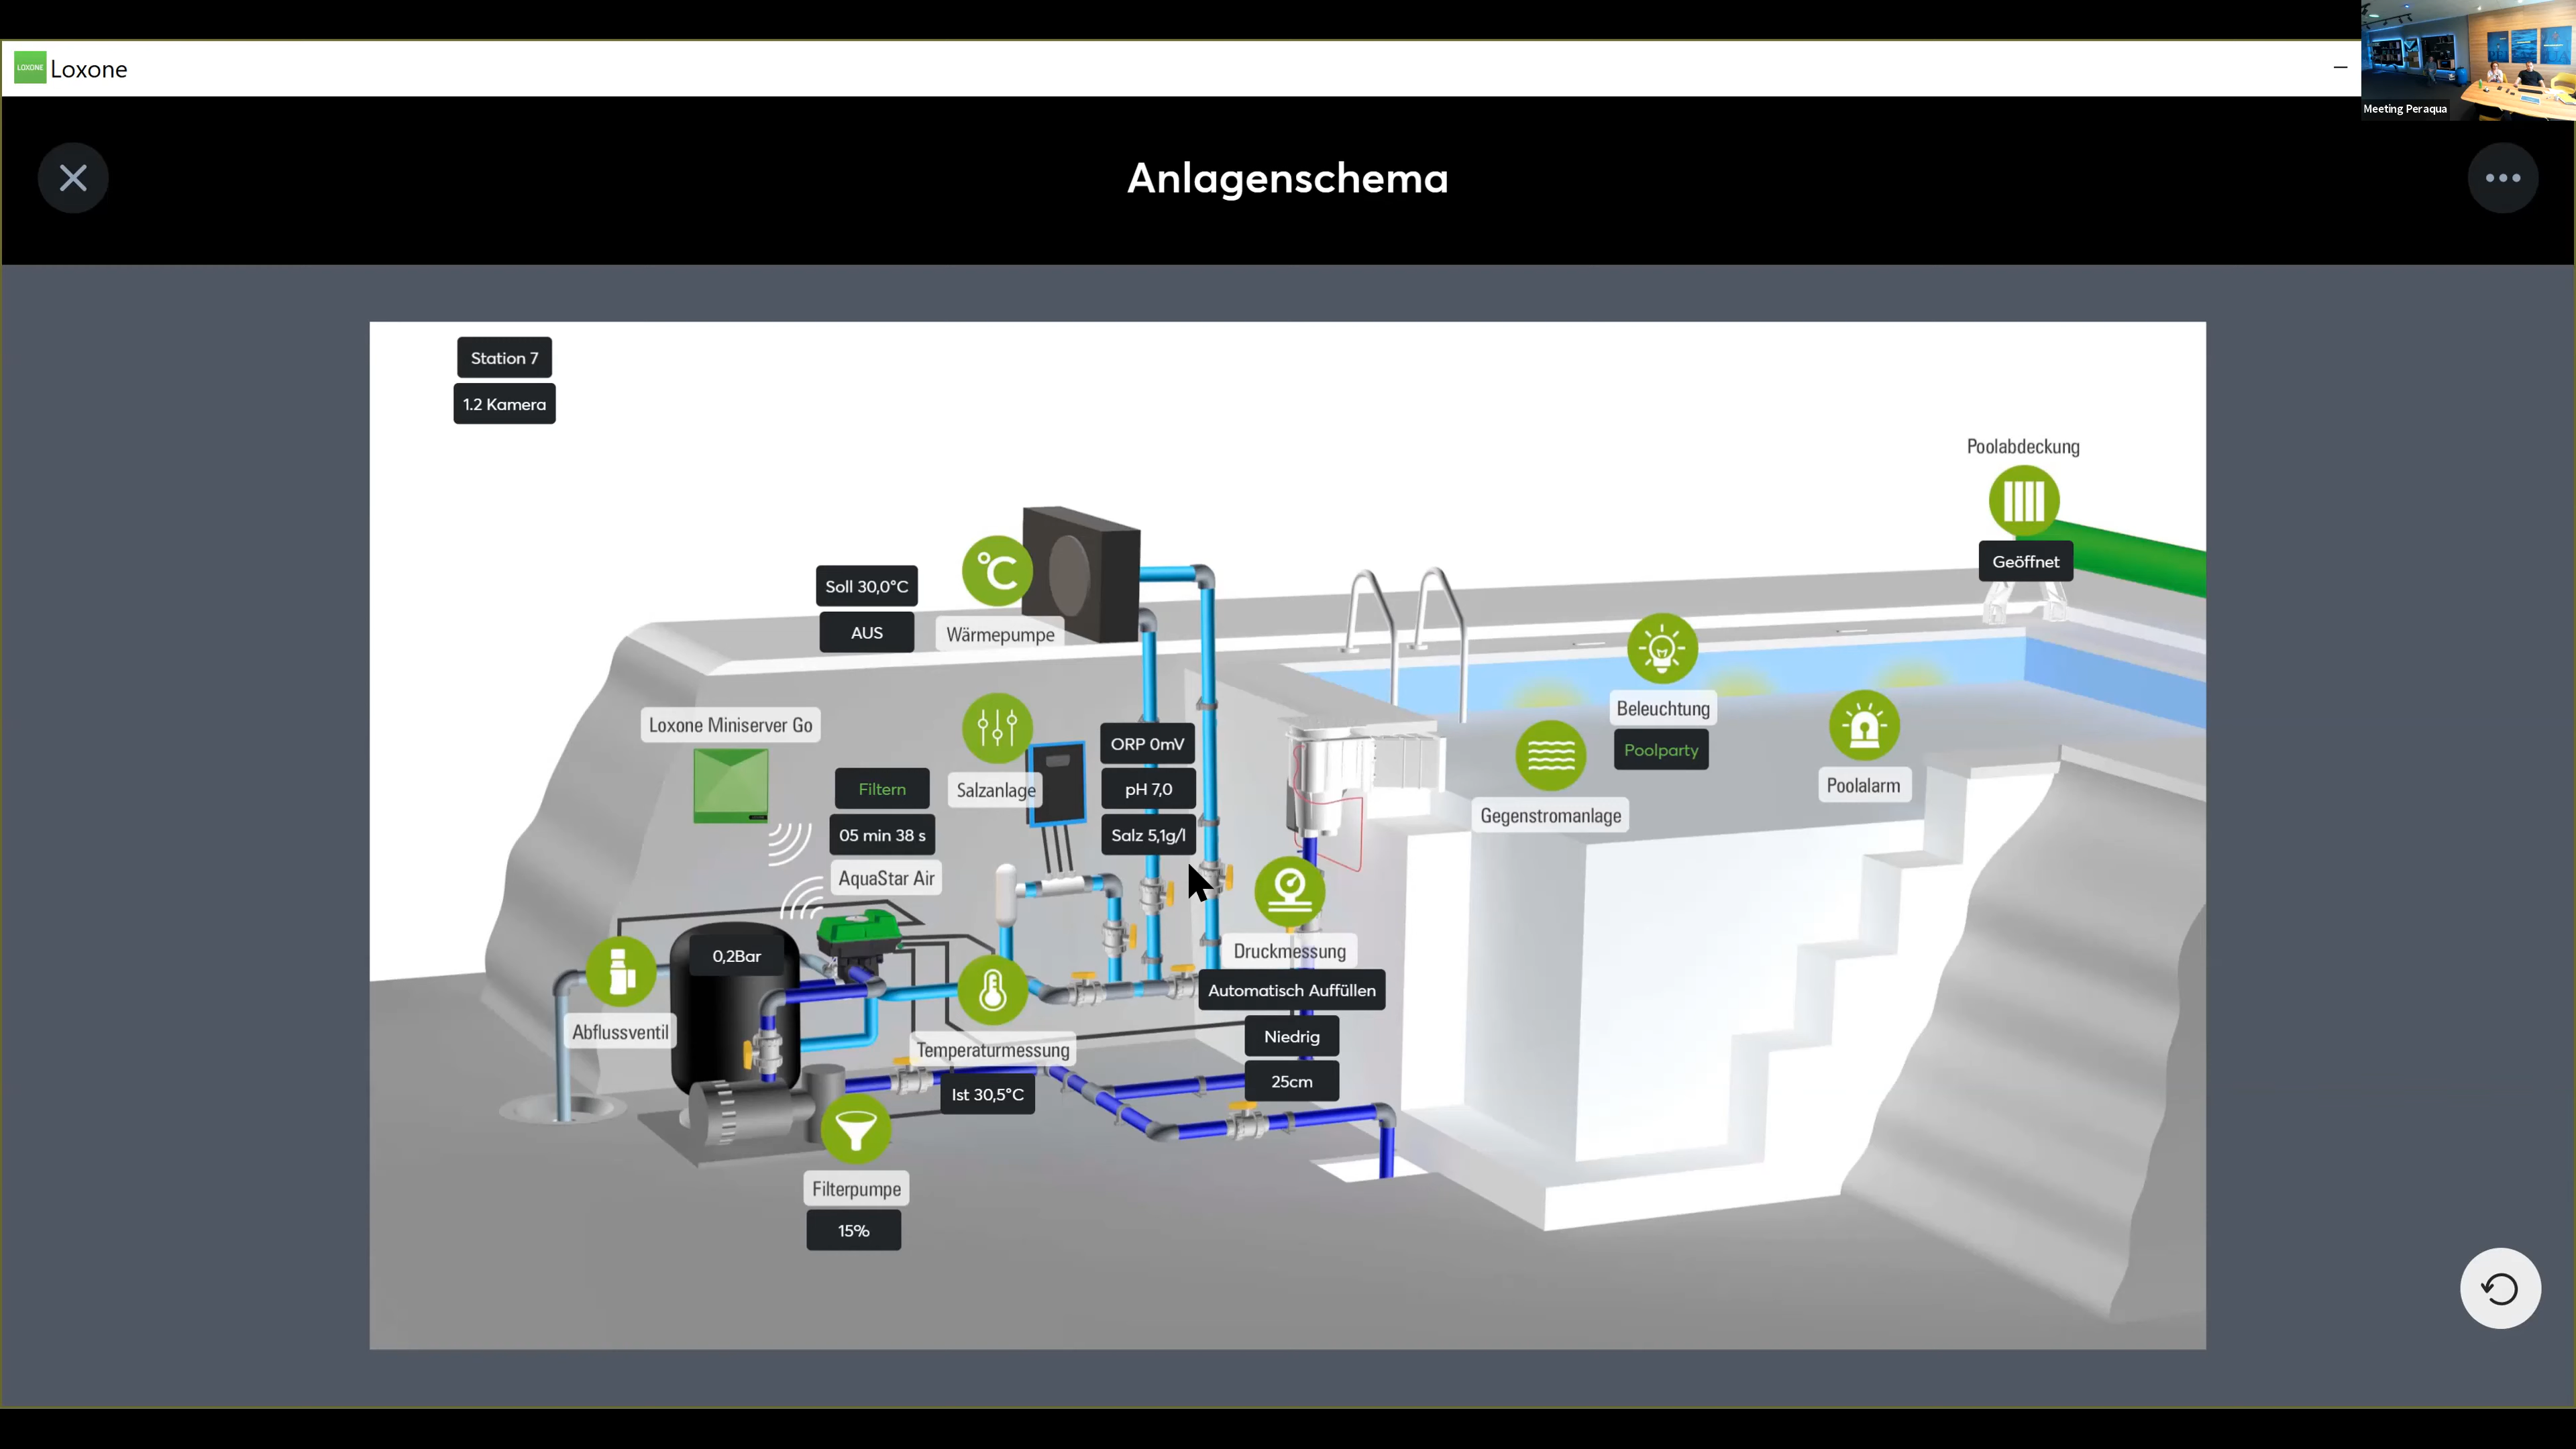 LOXONE
Loxone
Meeting Peraqua
Anlagenschema
Station 7
1.2 Kamera
Poolabdeckung
Geöffnet
Soll 30,0°C
AUS
°C
Wärmepumpe
Loxone Miniserver Go
Filtern
05 min 38 s
AquaStar Air
Salzanlage
ORP 0mV
pH 7,0
Salz 5,1g/l
Beleuchtung
Poolparty
Gegenstromanlage
Poolalarm
0,2Bar
Abflussventil
Temperaturmessung
Ist 30,5°C
Druckmessung
Automatisch Auffüllen
Niedrig
25cm
Filterpumpe
15%